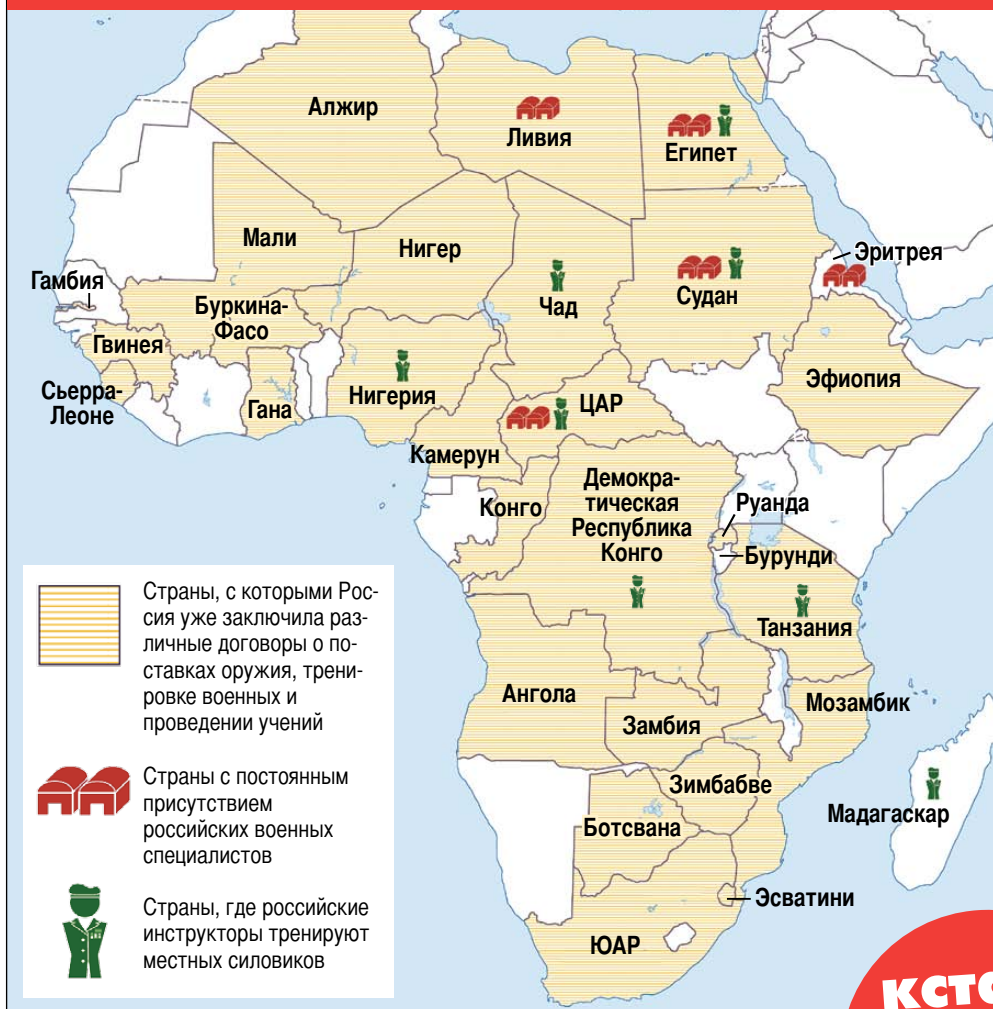 Алжир
Ливия
Египет
Мали
Нигер
Чад
Судан
Эритрея
Гамбия
Буркина-
Фасо
Гвинея
Сьерра-
Леоне
Гана
Нигерия
ЦАР
Эфиопия
Камерун
Конго
Демокра-
тическая
Республика
Конго
Руанда
Бурунди
Танзания
Ангола
Замбия
Мозамбик
Зимбабве
Ботсвана
Мадагаскар
Эсватини
ЮАР
Страны, с которыми Рос-
сия уже заключила раз-
личные договоры о по-
ставках оружия, трени-
ровке военных и
проведении учений
Страны с постоянным
присутствием
российских военных
специалистов
Страны, где российские
инструкторы тренируют
местных силовиков